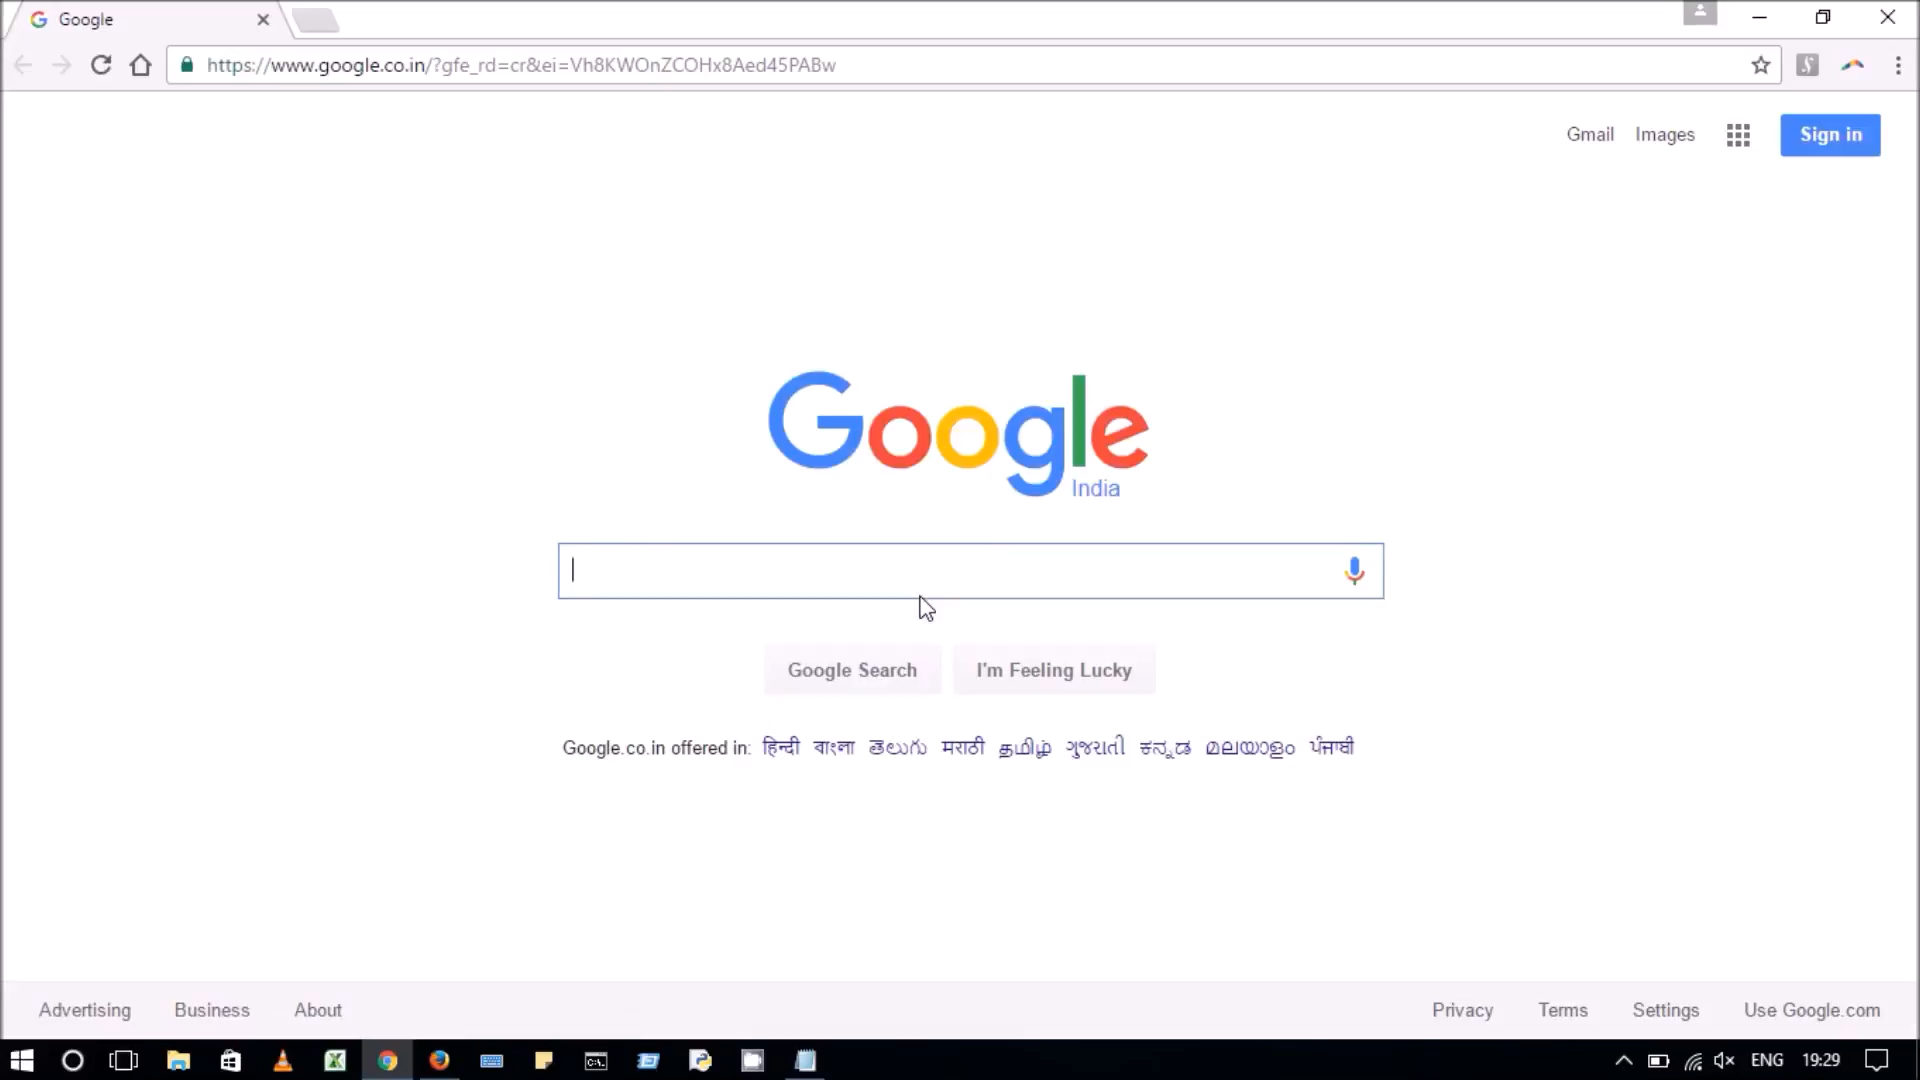 Google
https://www.google.co.in/?gfe_rd=cr&ei=Vh8KWOnZCOHx8Aed45PABw
Gmail Images Sign in
Google
India
Google Search I'm Feeling Lucky
Google.co.in offered in: हिन्दी বাংলা తెలుగు मराठी தமிழ் ગુજરાતી ಕನ್ನಡ മലയാളം ਪੰਜਾਬੀ
Advertising Business About Privacy Terms Settings Use Google.com
ENG 19:29